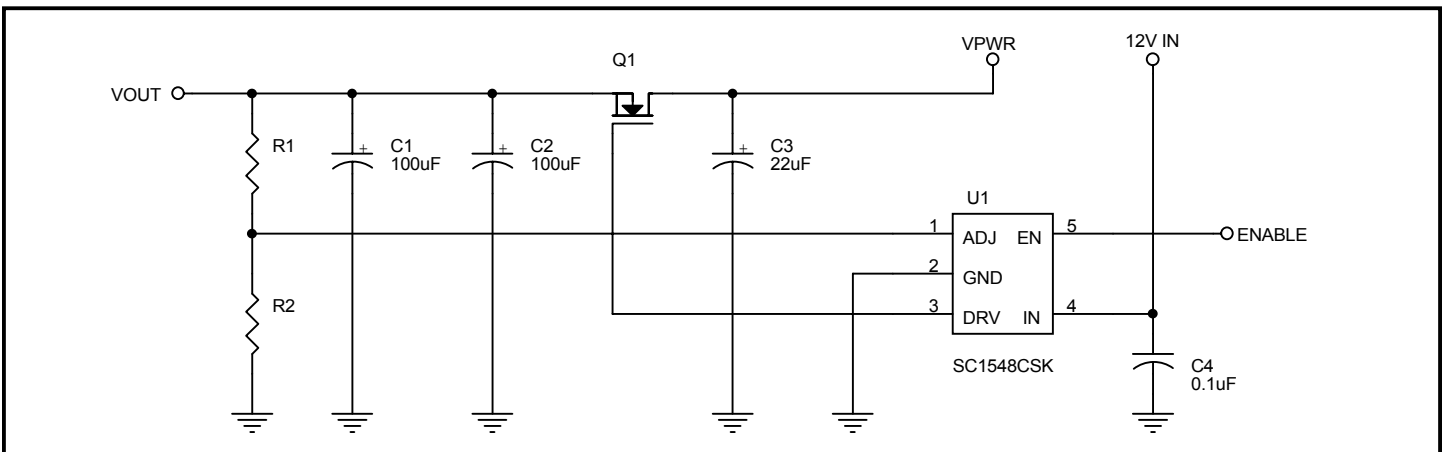 VPWR
12V IN
Q1
VOUT
R1
C1
100uF
+
C2
100uF
+
C3
22uF
+
U1
1
ADJ
EN
5
ENABLE
2
GND
R2
3
DRV
IN
4
SC1548CSK
C4
0.1uF